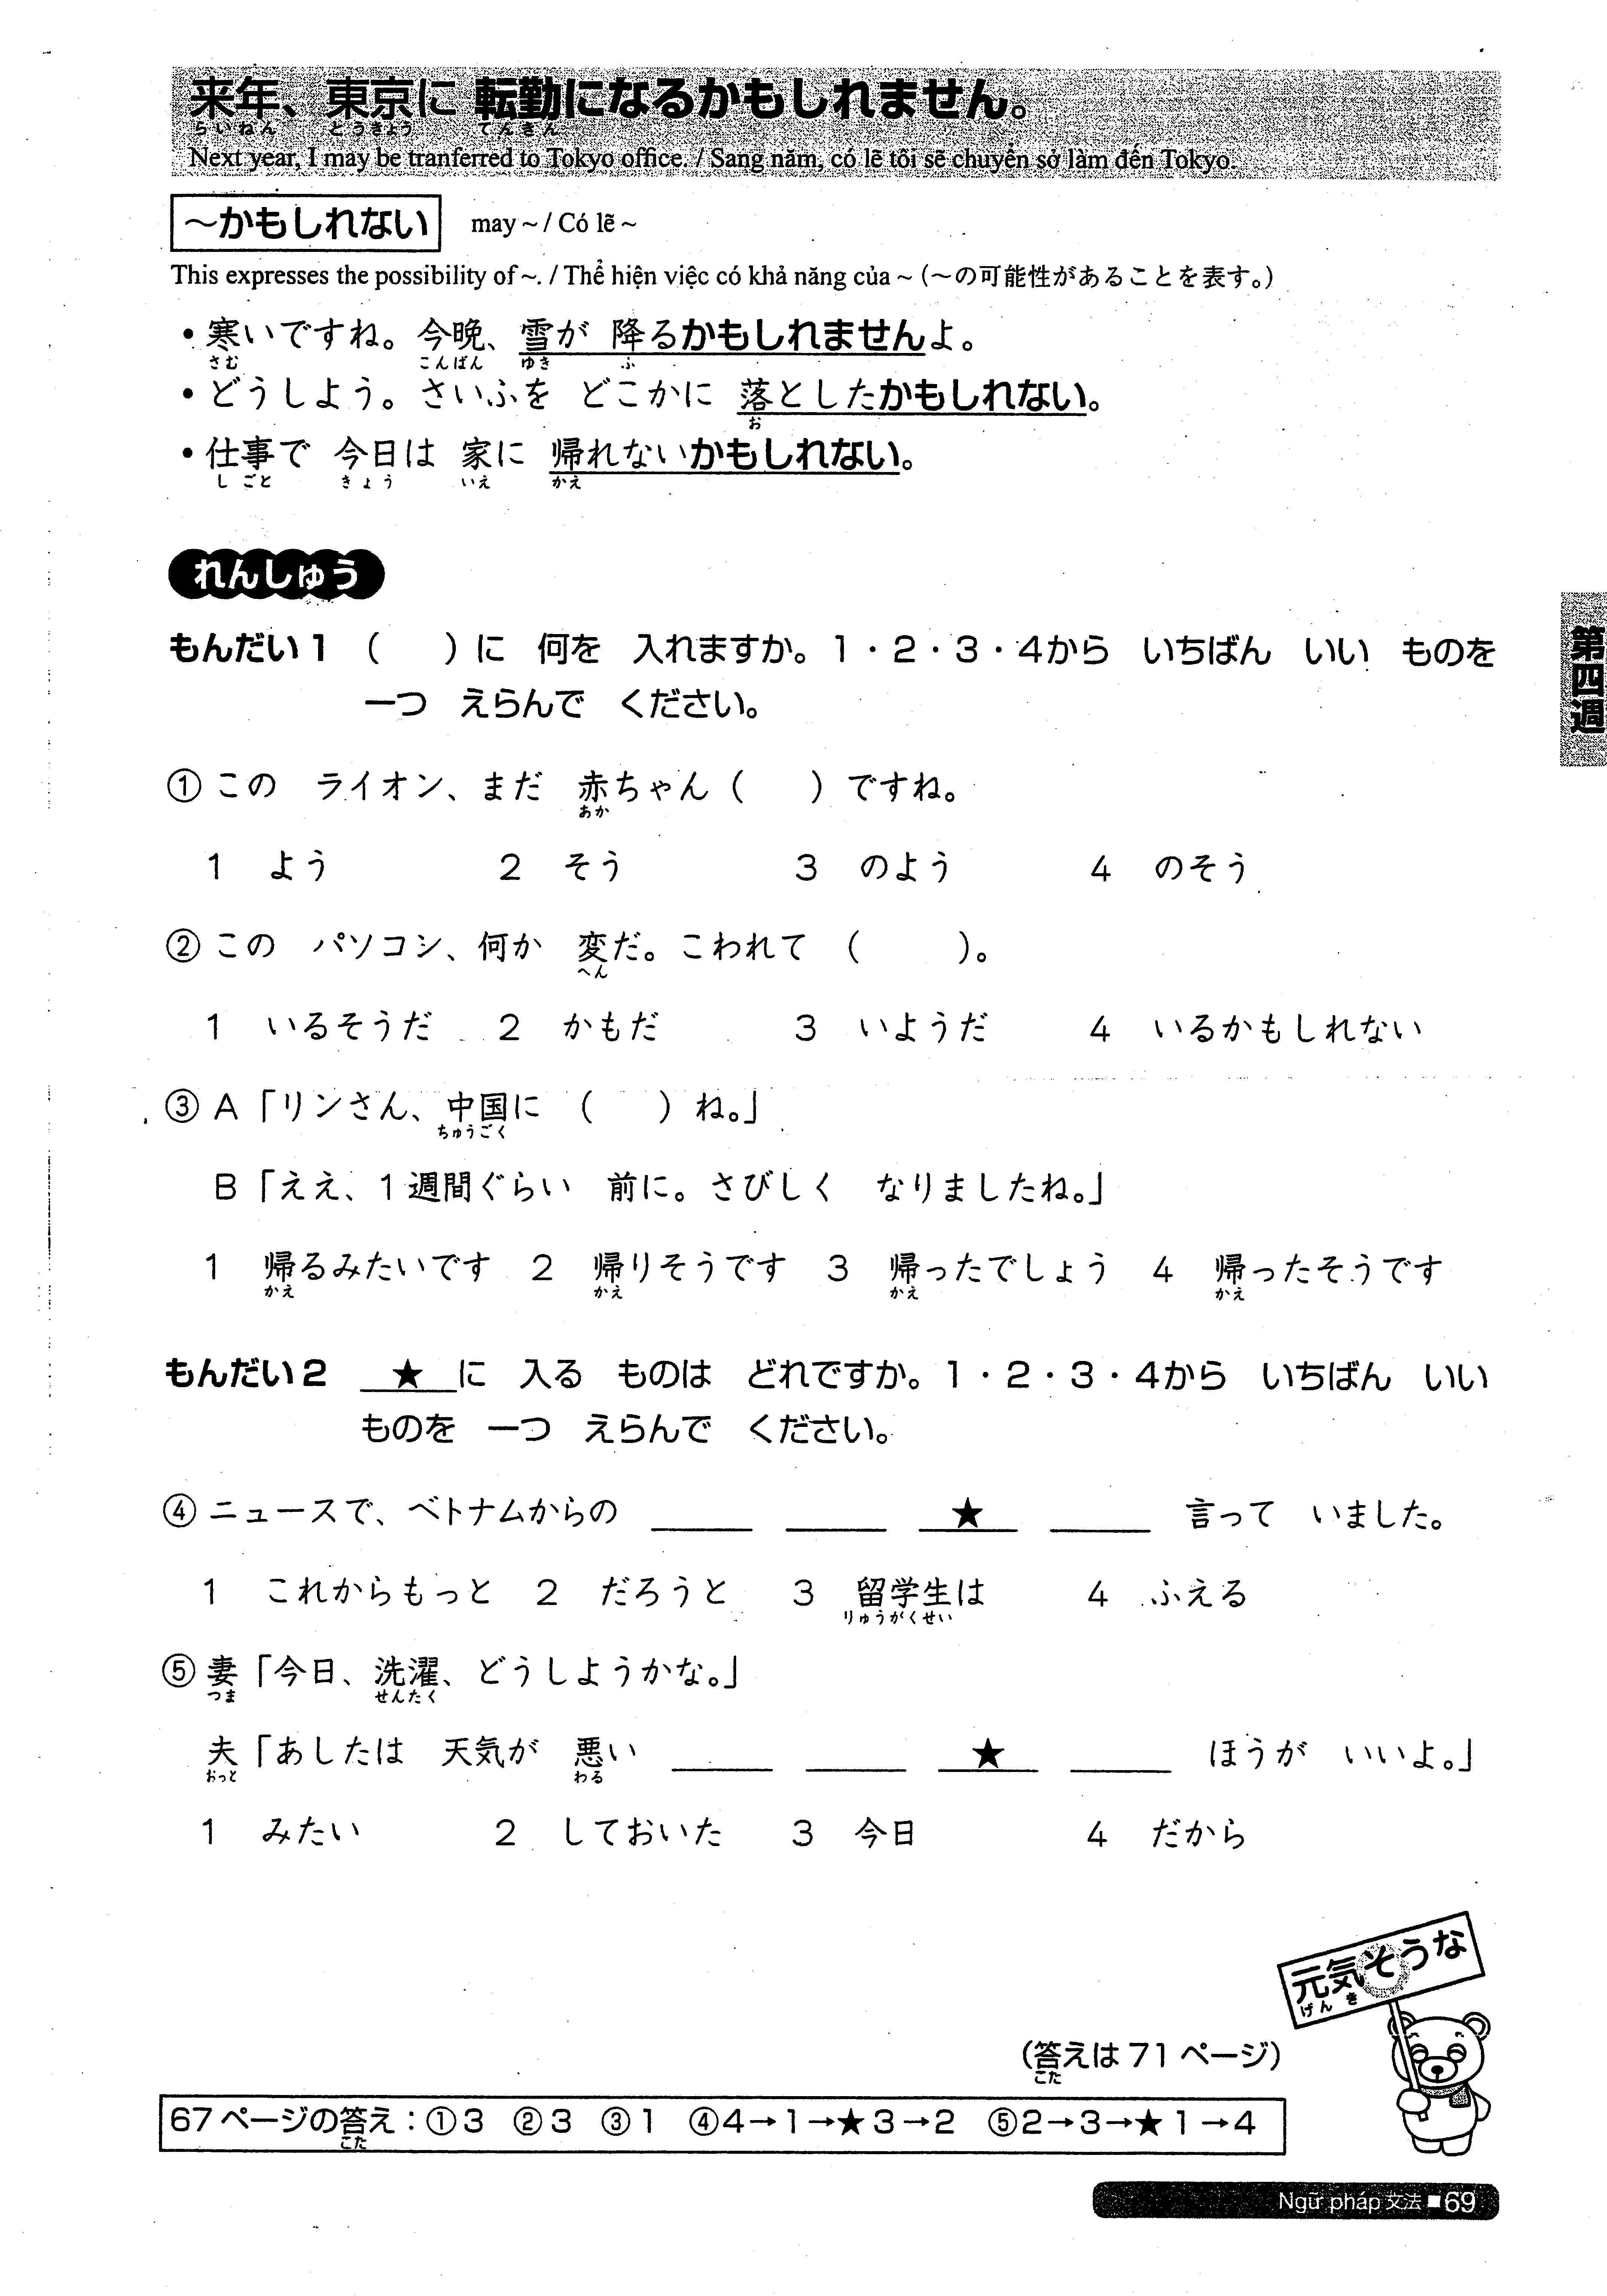 来年、東京に 転勤になるかもしれません。
らいねん とうきょう てんきん
Next year, I may be tranferred to Tokyo office. / Sang năm, có lẽ tôi sẽ chuyển sở làm đến Tokyo.
～かもしれない may ~ / Có lẽ ~
This expresses the possibility of ~. / Thể hiện việc có khả năng của ~ (～の可能性があることを表す。)
• 寒いですね。今晩、雪が 降るかもしれませんよ。
さむ こんばん ゆき ふ
• どうしよう。さいふを どこかに 落としたかもしれない。
お
• 仕事で 今日は 家に 帰れないかもしれない。
しごと きょう いえ かえ
れんしゅう
もんだい1 （ ）に 何を 入れますか。1・2・3・4から いちばん いい ものを
一つ えらんで ください。
① この ライオン、まだ 赤ちゃん（ ）ですね。
あか
1 よう 2 そう 3 のよう 4 のそう
② この パソコン、何か 変だ。こわれて （ ）。
へん
1 いるそうだ 2 かもだ 3 いようだ 4 いるかもしれない
③ A「リンさん、中国に （ ） ね。」
ちゅうごく
B「ええ、1週間ぐらい 前に。さびしく なりましたね。」
1 帰るみたいです 2 帰りそうです 3 帰ったでしょう 4 帰ったそうです
かえ かえ かえ かえ
もんだい2 ★に 入る ものは どれですか。1・2・3・4から いちばん いい
ものを 一つ えらんで ください。
④ ニュースで、ベトナムからの ＿＿＿ ＿＿＿ ★ ＿＿＿ 言って いました。
1 これからもっと 2 だろうと 3 留学生は 4 ふえる
りゅうがくせい
⑤ 妻「今日、洗濯、どうしようかな。」
つま せんたく
夫「あしたは 天気が 悪い ＿＿＿ ＿＿＿ ★ ＿＿＿ ほうが いいよ。」
おっと わる
1 みたい 2 しておいた 3 今日 4 だから
第四週
元気そうな
げんき
（答えは71ページ）
こた
67ページの答え：①3 ②3 ③1 ④4→1→★3→2 ⑤2→3→★1→4
こた
Ngữ pháp 文法 ■ 69